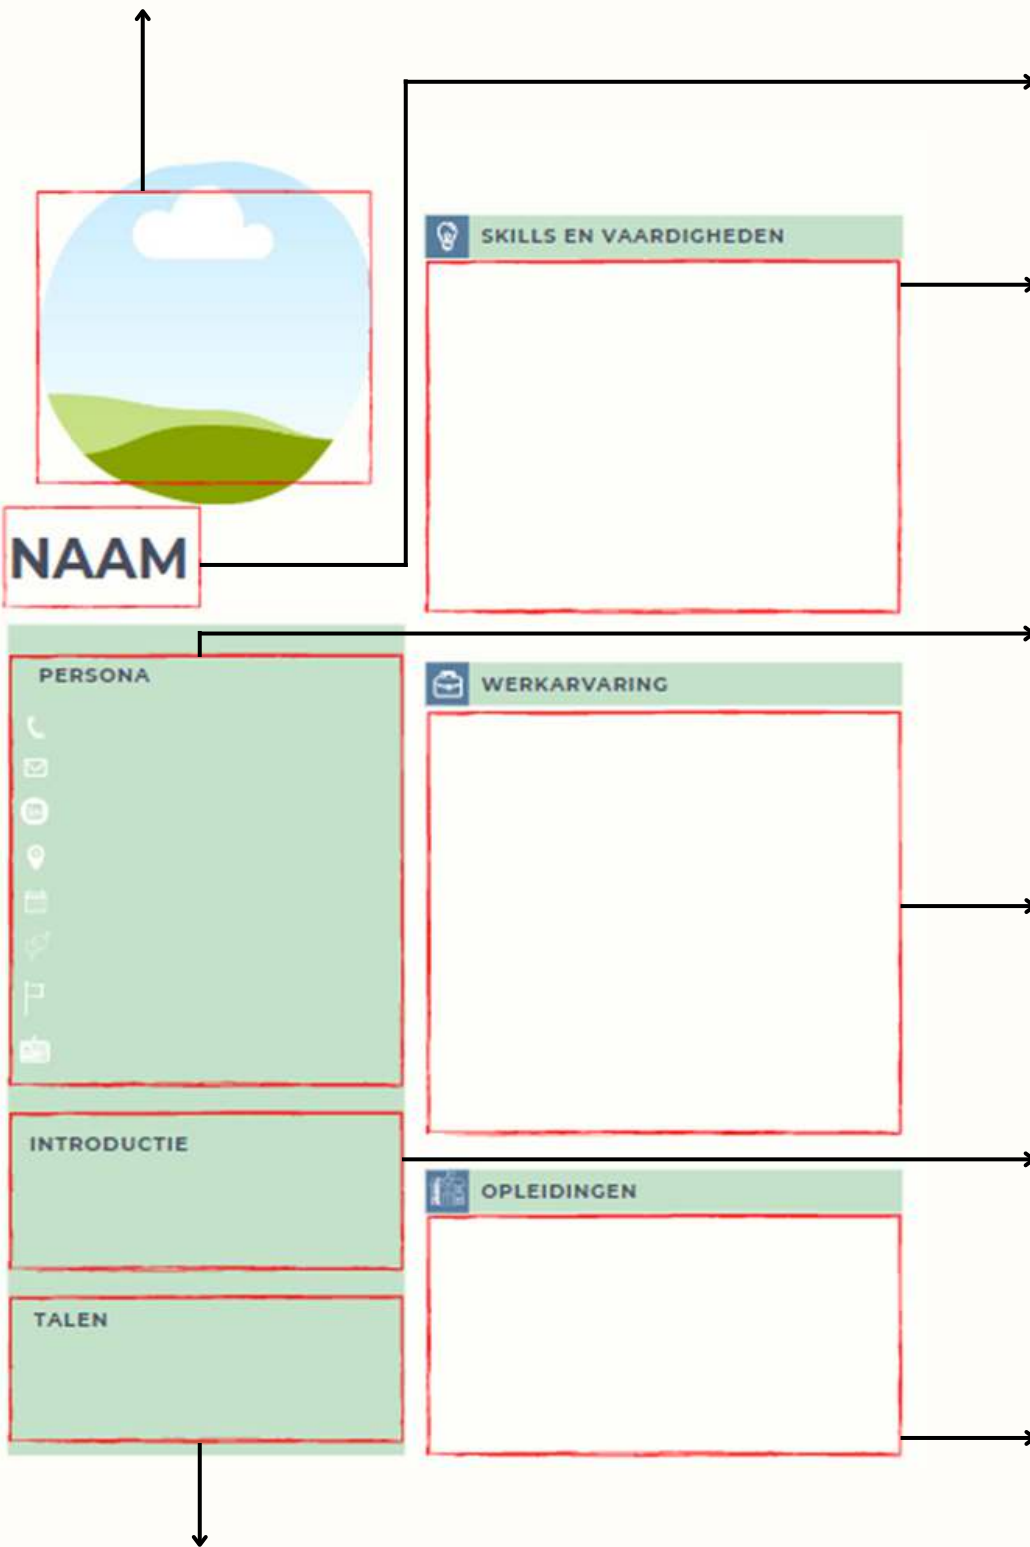 NAAM
PERSONA
INTRODUCTIE
TALEN
SKILLS EN VAARDIGHEDEN
WERKARVARING
OPLEIDINGEN